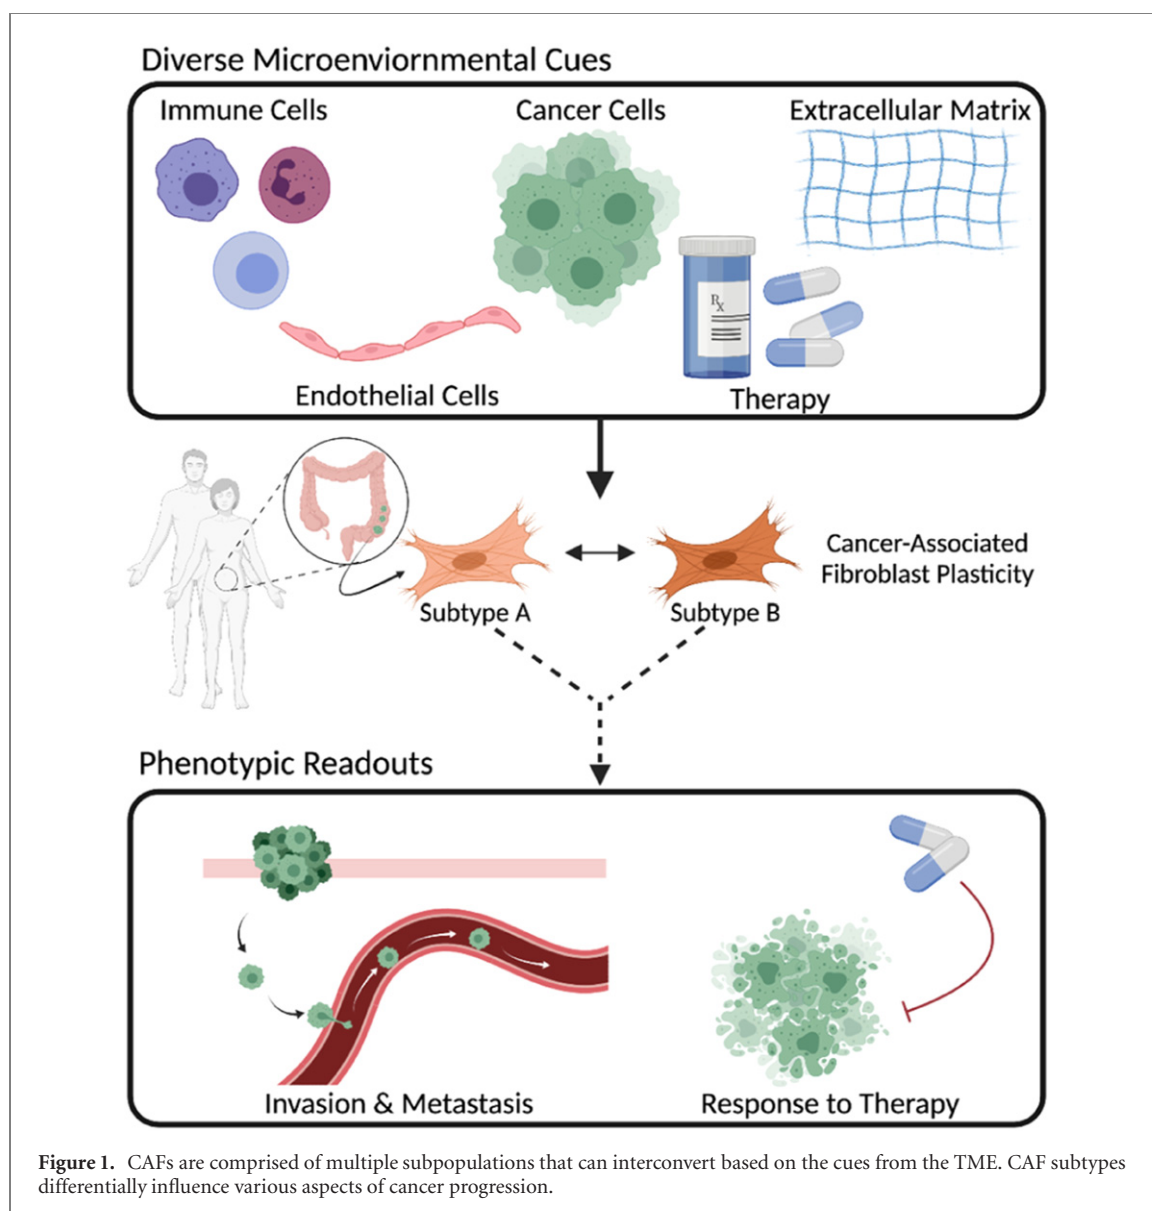 Diverse Microenviornmental Cues
Immune Cells
Cancer Cells
Extracellular Matrix
Rx
Endothelial Cells
Therapy
Cancer-Associated
Fibroblast Plasticity
Subtype A
Subtype B
Phenotypic Readouts
Invasion & Metastasis
Response to Therapy
Figure 1. CAFs are comprised of multiple subpopulations that can interconvert based on the cues from the TME. CAF subtypes
differentially influence various aspects of cancer progression.